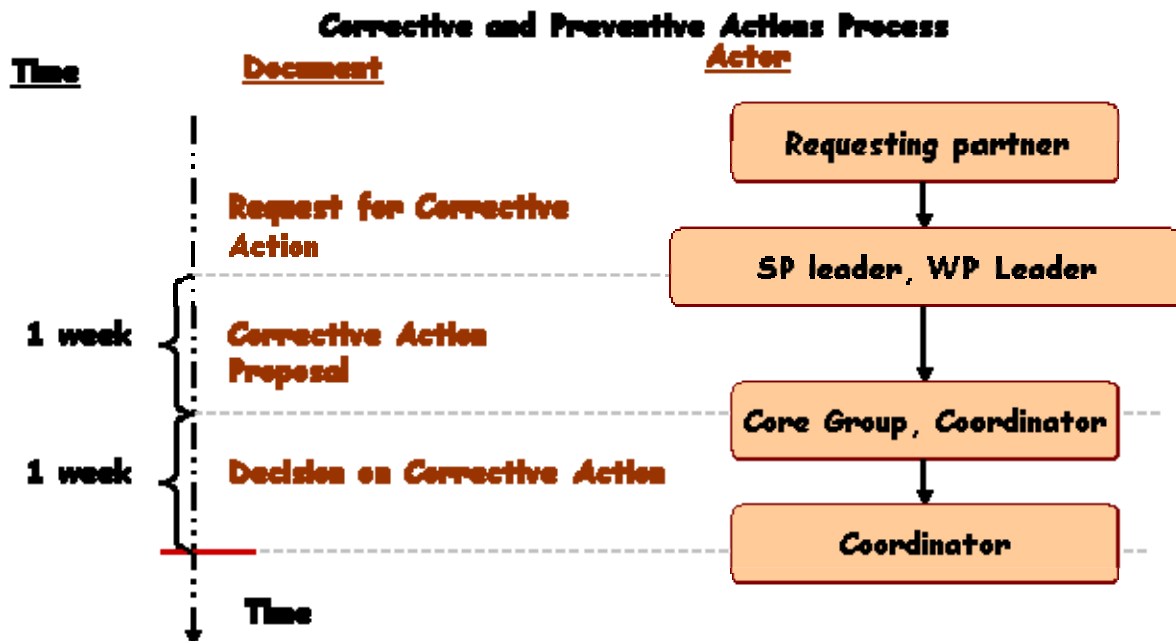 Corrective and Preventive Actions Process
Time
Document
Actor
Requesting partner
Request for Corrective
Action
SP leader, WP Leader
1 week
Corrective Action
Proposal
Core Group, Coordinator
1 week
Decision on Corrective Action
Coordinator
Time